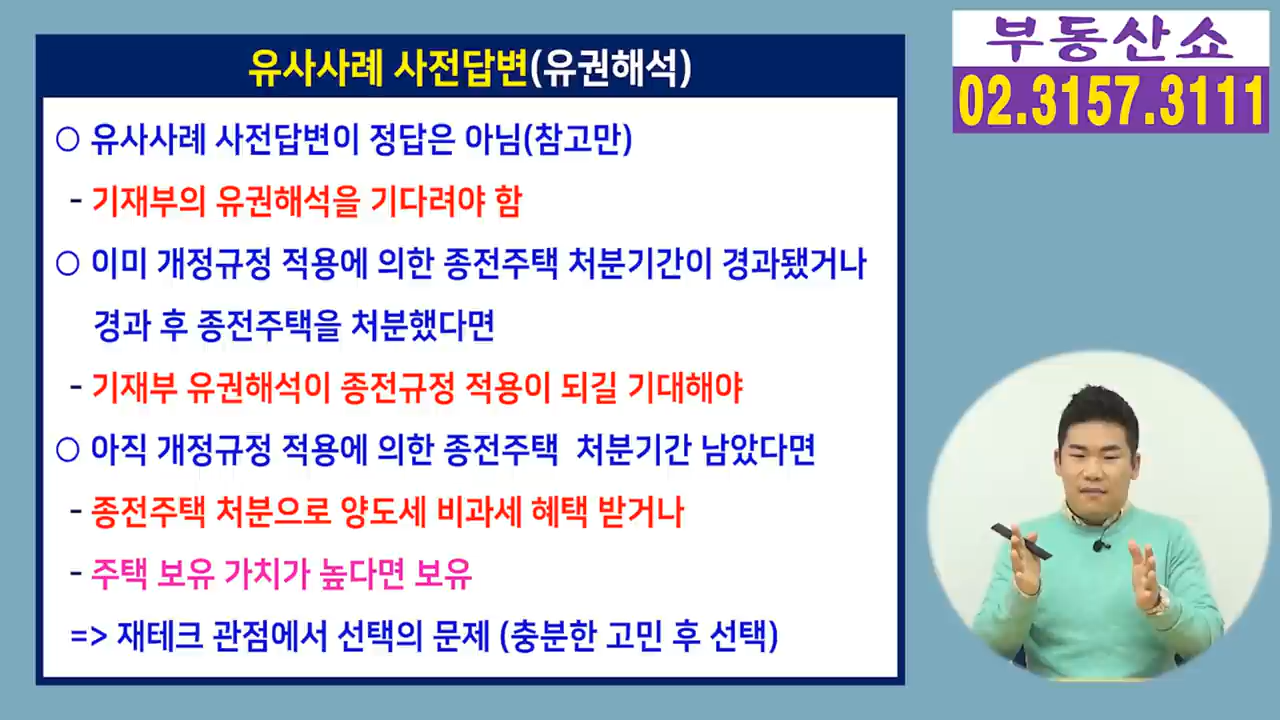 유사사례 사전답변(유권해석)
○ 유사사례 사전답변이 정답은 아님(참고만)
- 기재부의 유권해석을 기다려야 함
○ 이미 개정규정 적용에 의한 종전주택 처분기간이 경과됐거나
경과 후 종전주택을 처분했다면
- 기재부 유권해석이 종전규정 적용이 되길 기대해야
○ 아직 개정규정 적용에 의한 종전주택 처분기간 남았다면
- 종전주택 처분으로 양도세 비과세 혜택 받거나
- 주택 보유 가치가 높다면 보유
=> 재테크 관점에서 선택의 문제 (충분한 고민 후 선택)
부동산쇼
02.3157.3111